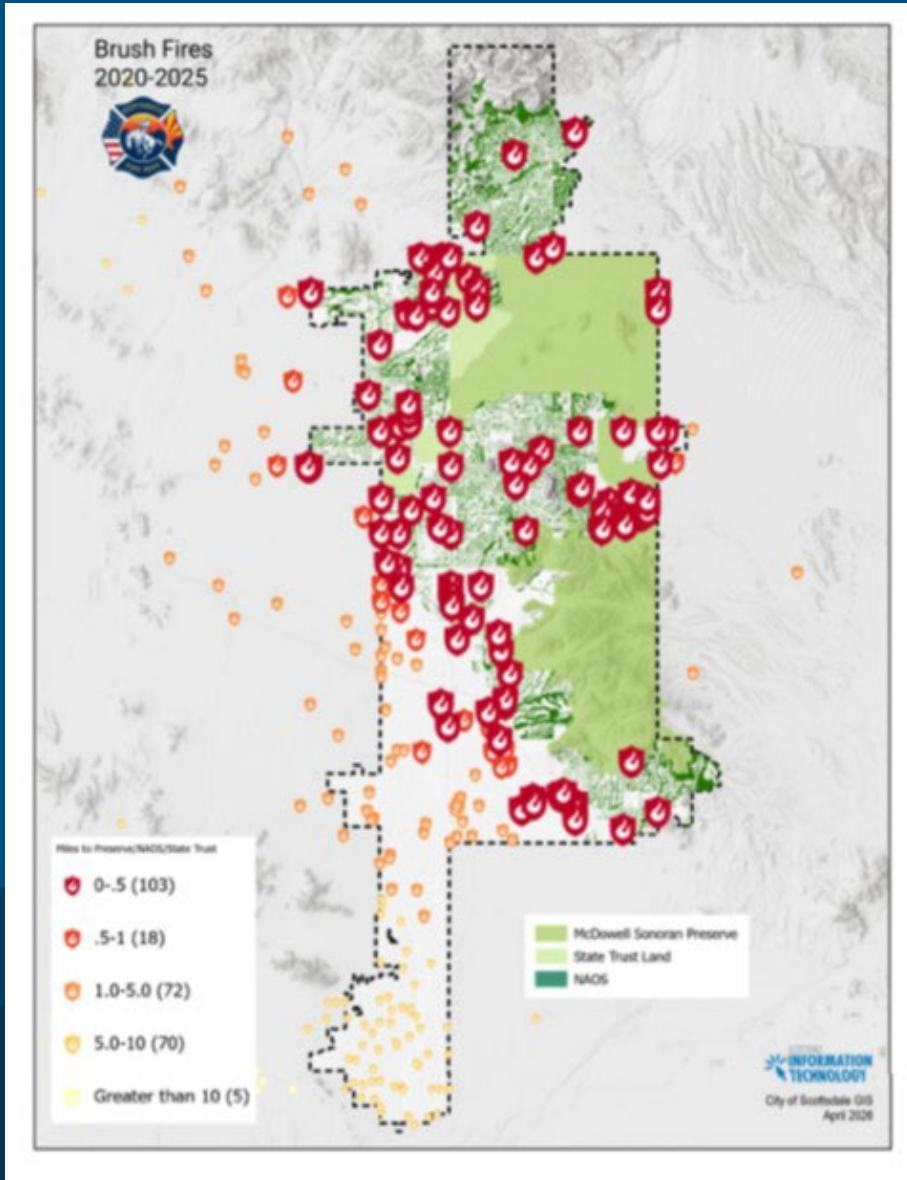 Brush Fires
2020-2025
Miles to Preserve/NAOS/State Trust
0-.5 (103)
.5-1 (18)
1.0-5.0 (72)
5.0-10 (70)
Greater than 10 (5)
McDowell Sonoran Preserve
State Trust Land
NAOS
INFORMATION
TECHNOLOGY
City of Scottsdale GIS
April 2026